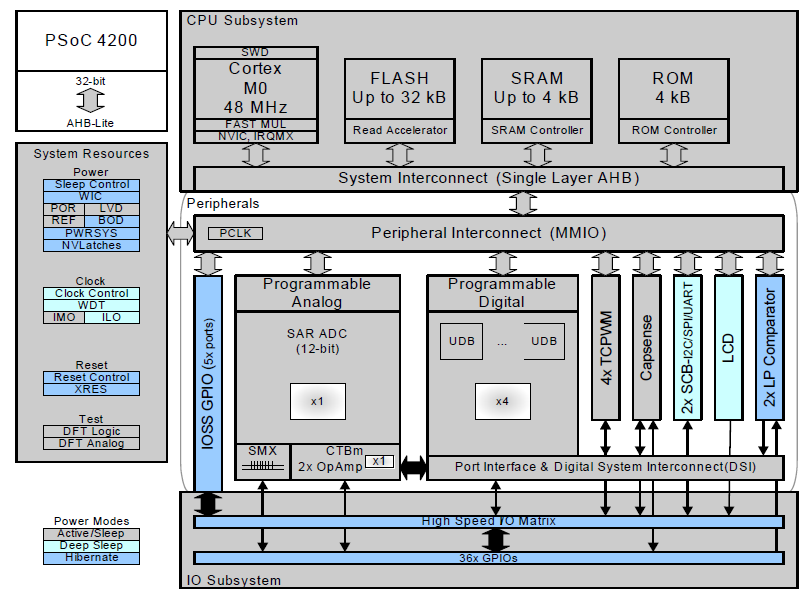 PSoC 4200
32-bit
AHB-Lite
System Resources
Power
Sleep Control
WIC
POR LVD
REF BOD
PWRSYS
NVLatches
Clock
Clock Control
WDT
IMO ILO
Reset
Reset Control
XRES
Test
DFT Logic
DFT Analog
Power Modes
Active/Sleep
Deep Sleep
Hibernate
CPU Subsystem
SWD
Cortex
M0
48 MHz
FAST MUL
NVIC, IRQMX
FLASH
Up to 32 kB
Read Accelerator
SRAM
Up to 4 kB
SRAM Controller
ROM
4 kB
ROM Controller
System Interconnect (Single Layer AHB)
Peripherals
PCLK
Peripheral Interconnect (MMIO)
IOSS GPIO (5x ports)
Programmable
Analog
SAR ADC
(12-bit)
x1
SMX
CTBm
2x OpAmp
x1
Programmable
Digital
UDB ... UDB
x4
4x TCPWM
Capsense
2x SCB-I2C/SPI/UART
LCD
2x LP Comparator
Port Interface & Digital System Interconnect(DSI)
High Speed I/O Matrix
36x GPIOs
IO Subsystem